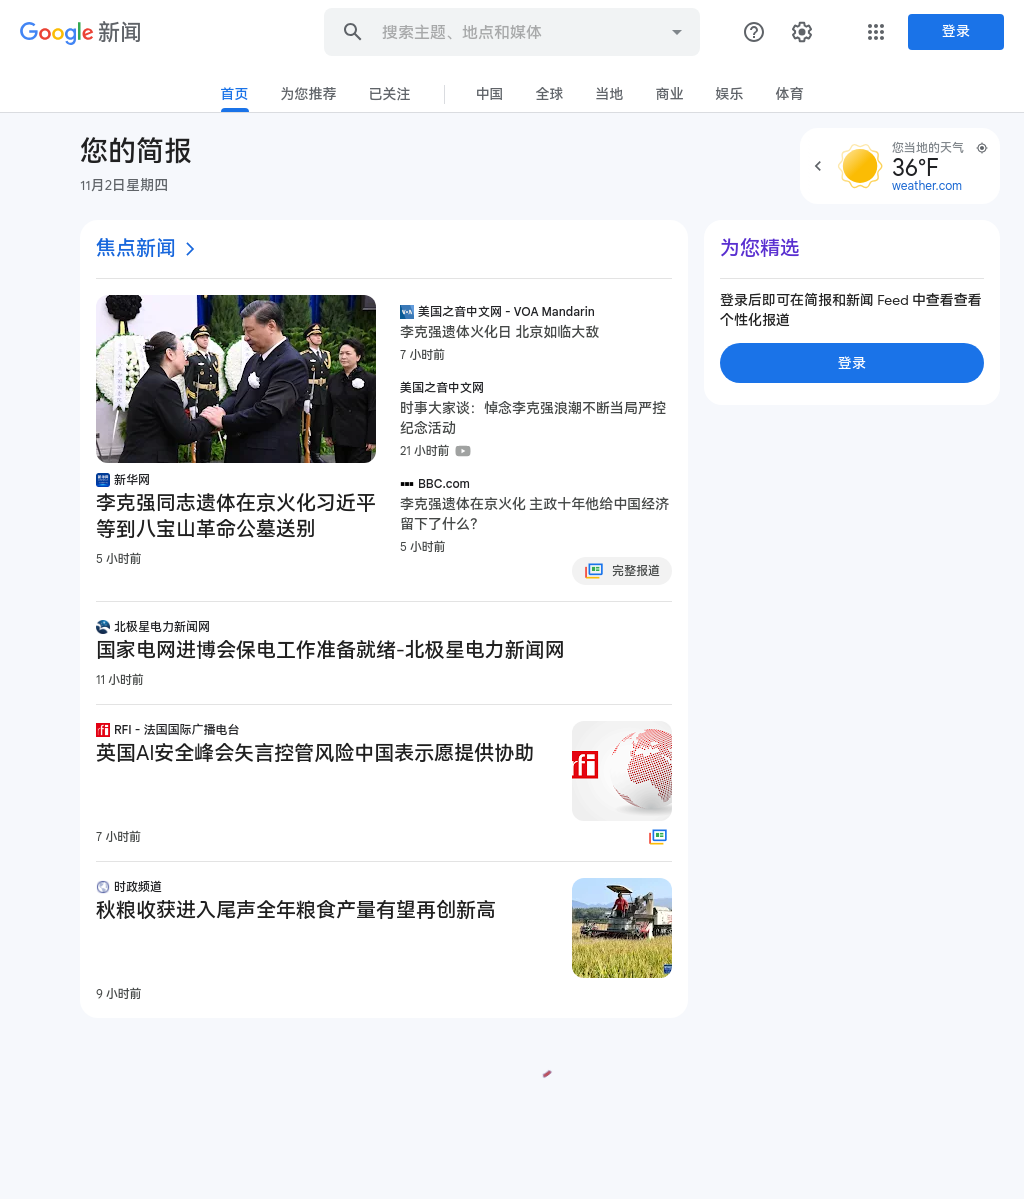 Google 新闻
搜索主题、地点和媒体
登录
首页
为您推荐
已关注
中国
全球
当地
商业
娱乐
体育
您的简报
11月2日星期四
您当地的天气
36°F
weather.com
焦点新闻
新华网
李克强同志遗体在京火化习近平
等到八宝山革命公墓送别
5 小时前
美国之音中文网 - VOA Mandarin
李克强遗体火化日 北京如临大敌
7 小时前
美国之音中文网
时事大家谈：悼念李克强浪潮不断当局严控
纪念活动
21 小时前
BBC.com
李克强遗体在京火化 主政十年他给中国经济
留下了什么?
5 小时前
完整报道
北极星电力新闻网
国家电网进博会保电工作准备就绪-北极星电力新闻网
11 小时前
RFI - 法国国际广播电台
英国AI安全峰会矢言控管风险中国表示愿提供协助
rfi
7 小时前
时政频道
秋粮收获进入尾声全年粮食产量有望再创新高
9 小时前
为您精选
登录后即可在简报和新闻 Feed 中查看查看
个性化报道
登录